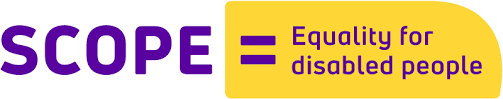 SCOPE = Equality for
disabled people